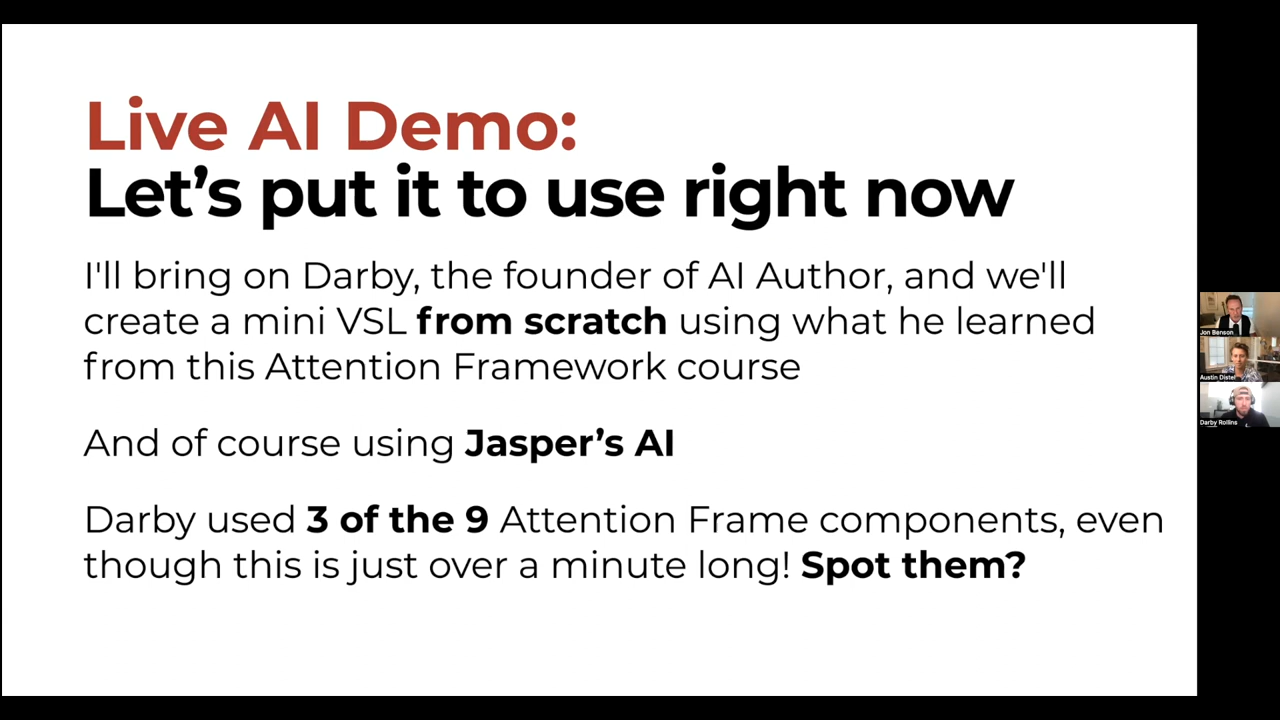 Live AI Demo:
Let’s put it to use right now
I'll bring on Darby, the founder of AI Author, and we'll
create a mini VSL from scratch using what he learned
from this Attention Framework course
And of course using Jasper’s AI
Darby used 3 of the 9 Attention Frame components, even
though this is just over a minute long! Spot them?
Jon Benson
Austin Distel
Darby Rollins